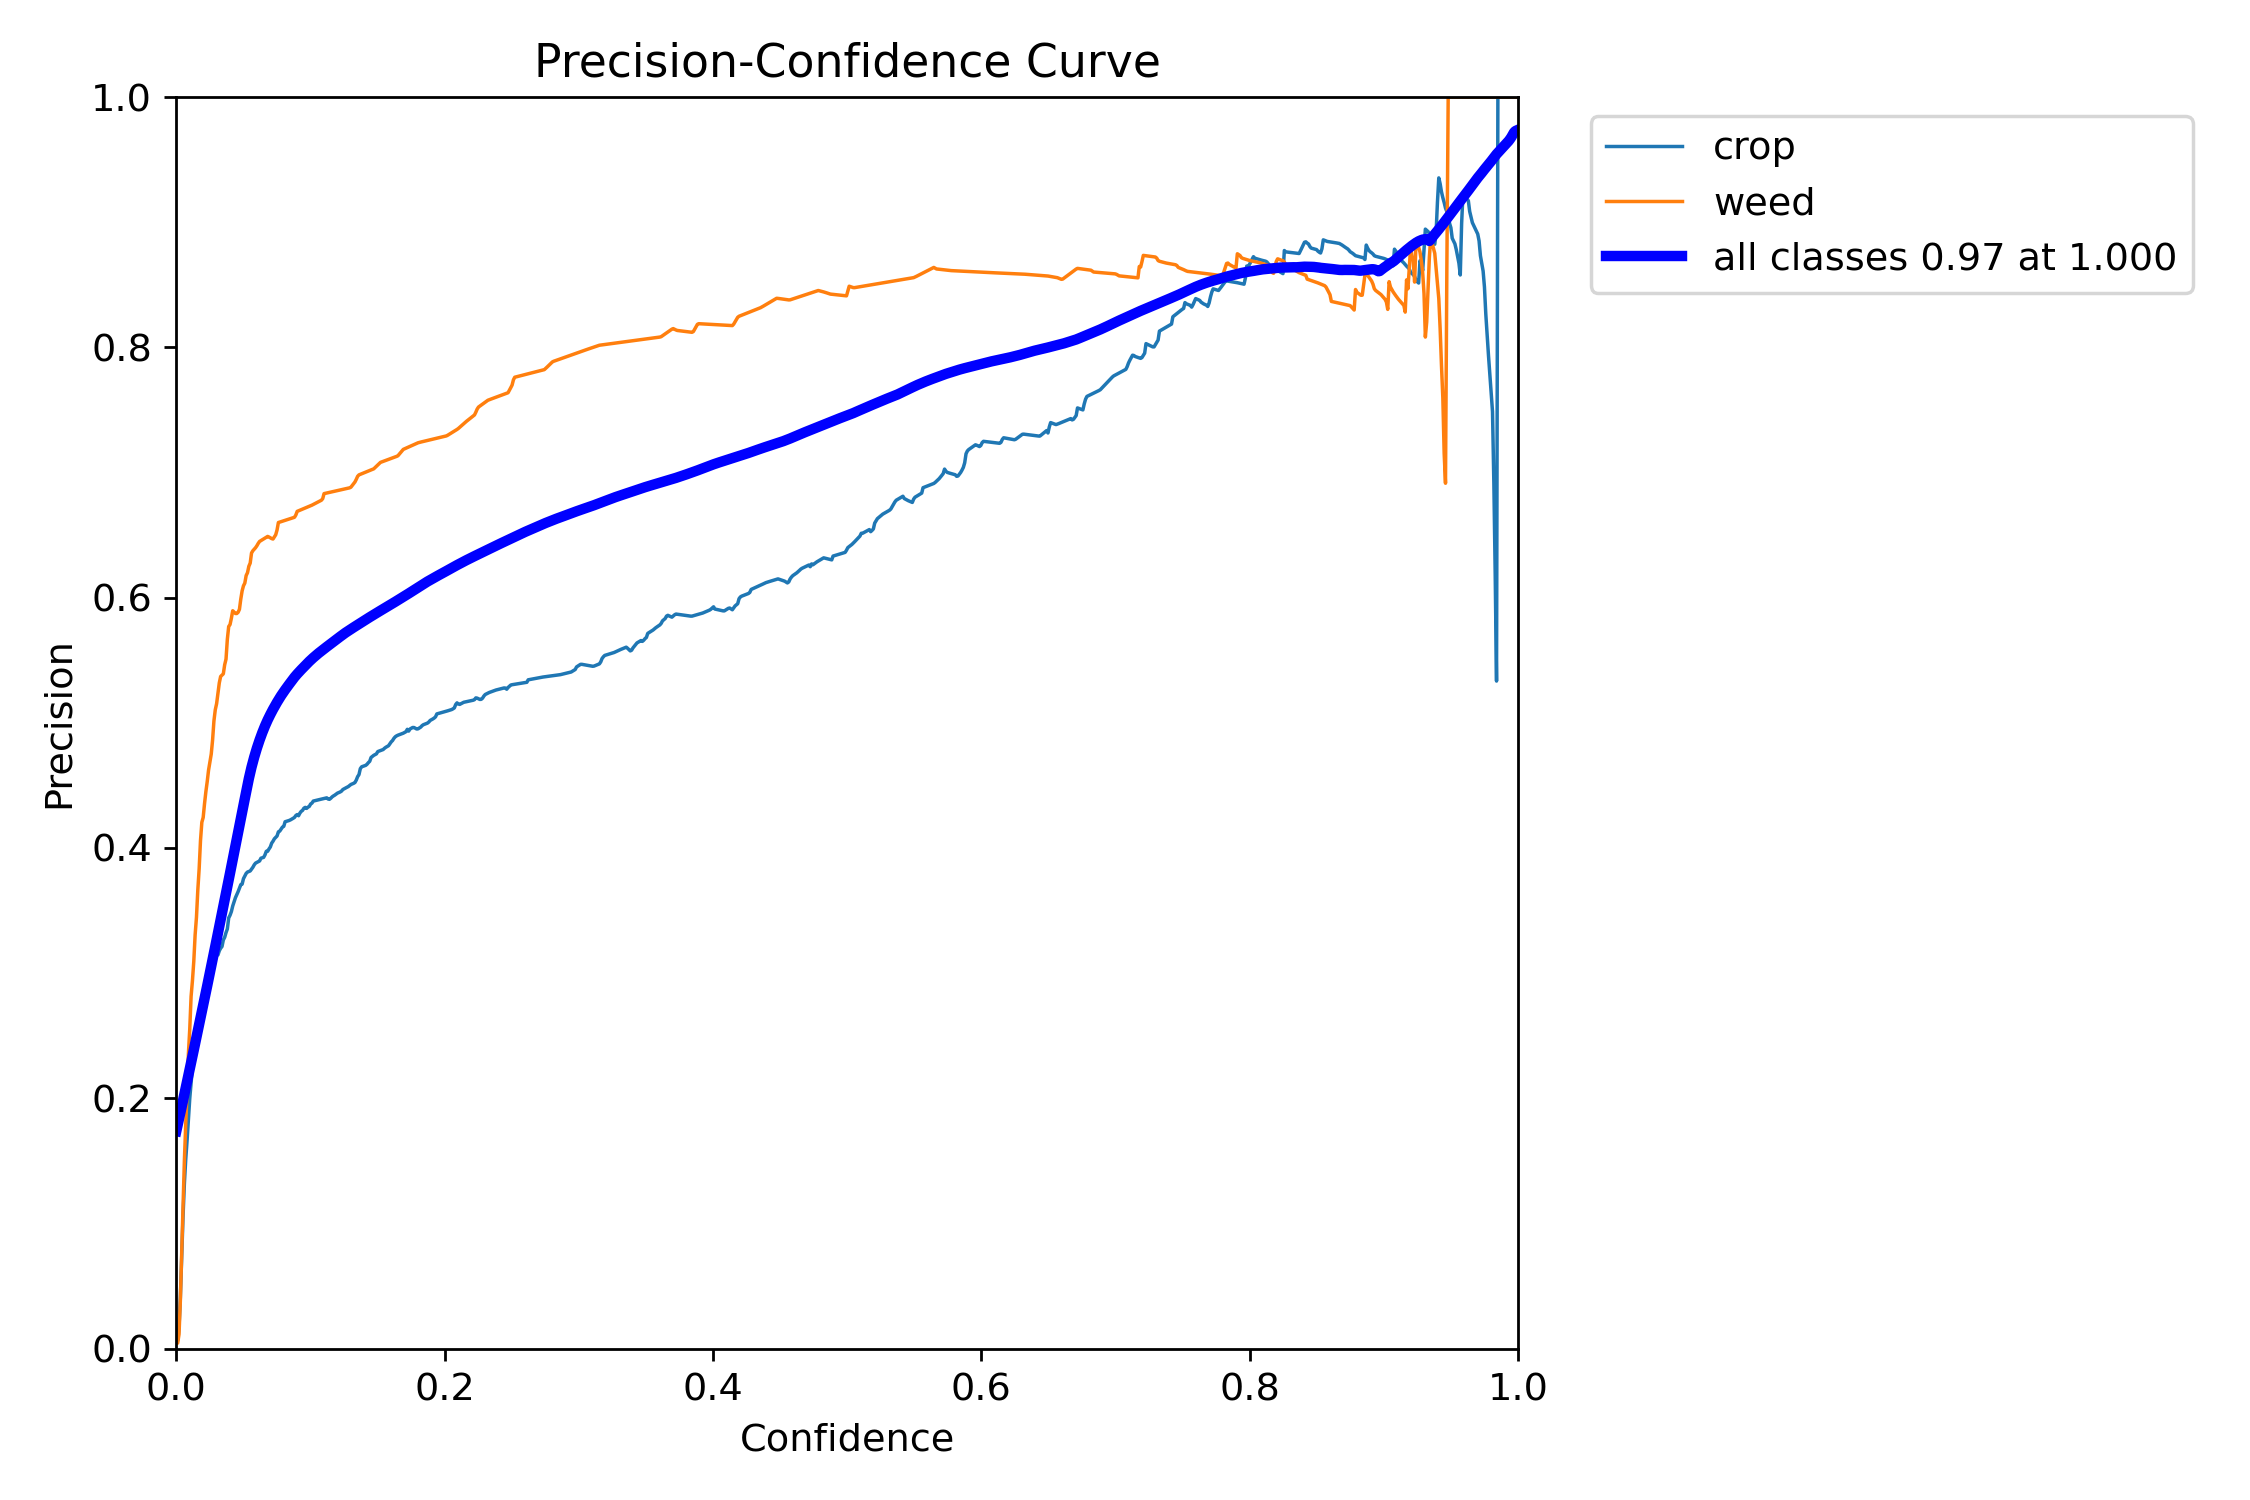 Precision-Confidence Curve
1.0
0.8
0.6
0.4
0.2
0.0
Precision
0.0 0.2 0.4 0.6 0.8 1.0
Confidence
crop
weed
all classes 0.97 at 1.000